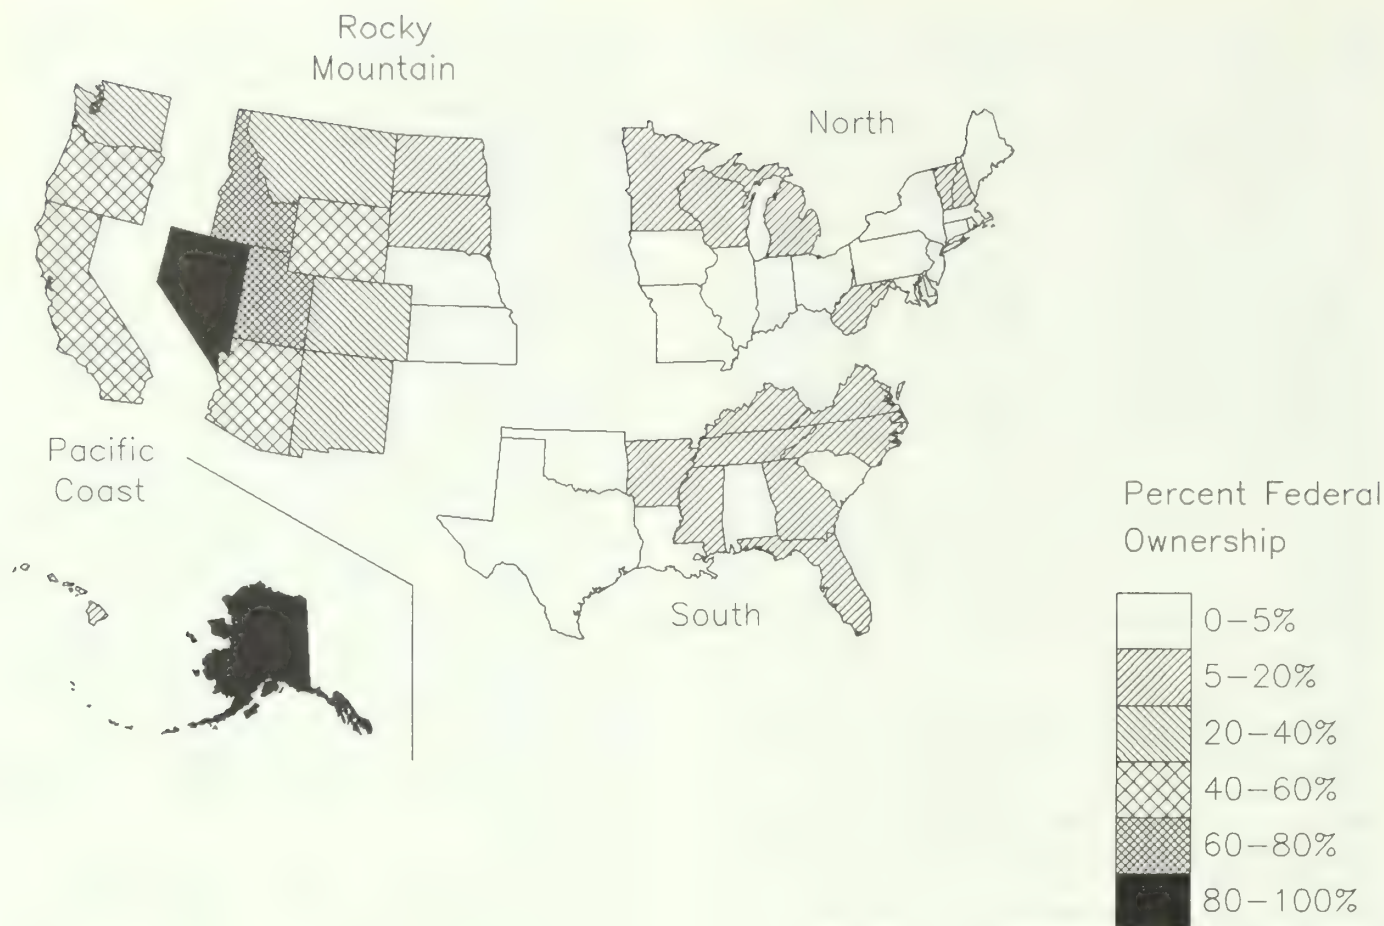 Rocky
Mountain
North
Pacific
Coast
South
Percent Federal
Ownership
0-5%
5-20%
20-40%
40-60%
60-80%
80-100%